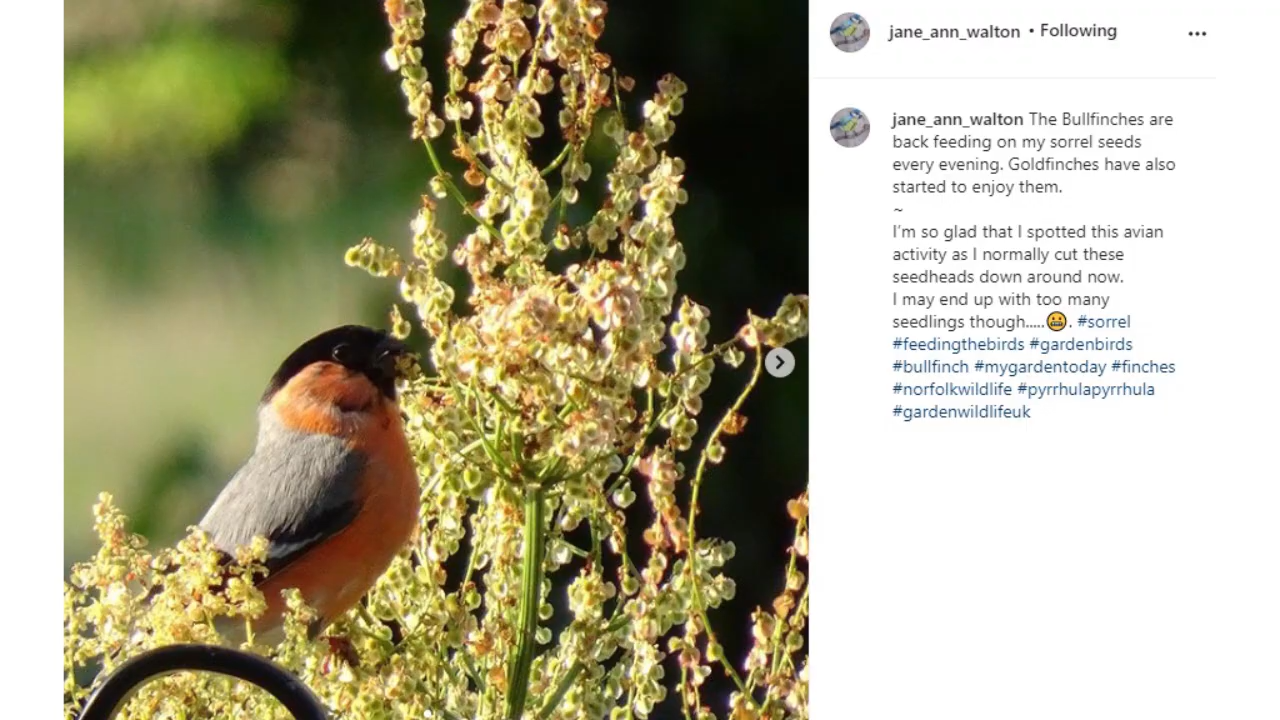 jane_ann_walton • Following
jane_ann_walton The Bullfinches are
back feeding on my sorrel seeds
every evening. Goldfinches have also
started to enjoy them.
~
I'm so glad that I spotted this avian
activity as I normally cut these
seedheads down around now.
I may end up with too many
seedlings though.....😬. #sorrel
#feedingthebirds #gardenbirds
#bullfinch #mygardentoday #finches
#norfolkwildlife #pyrrhulapyrrhula
#gardenwildlifeuk